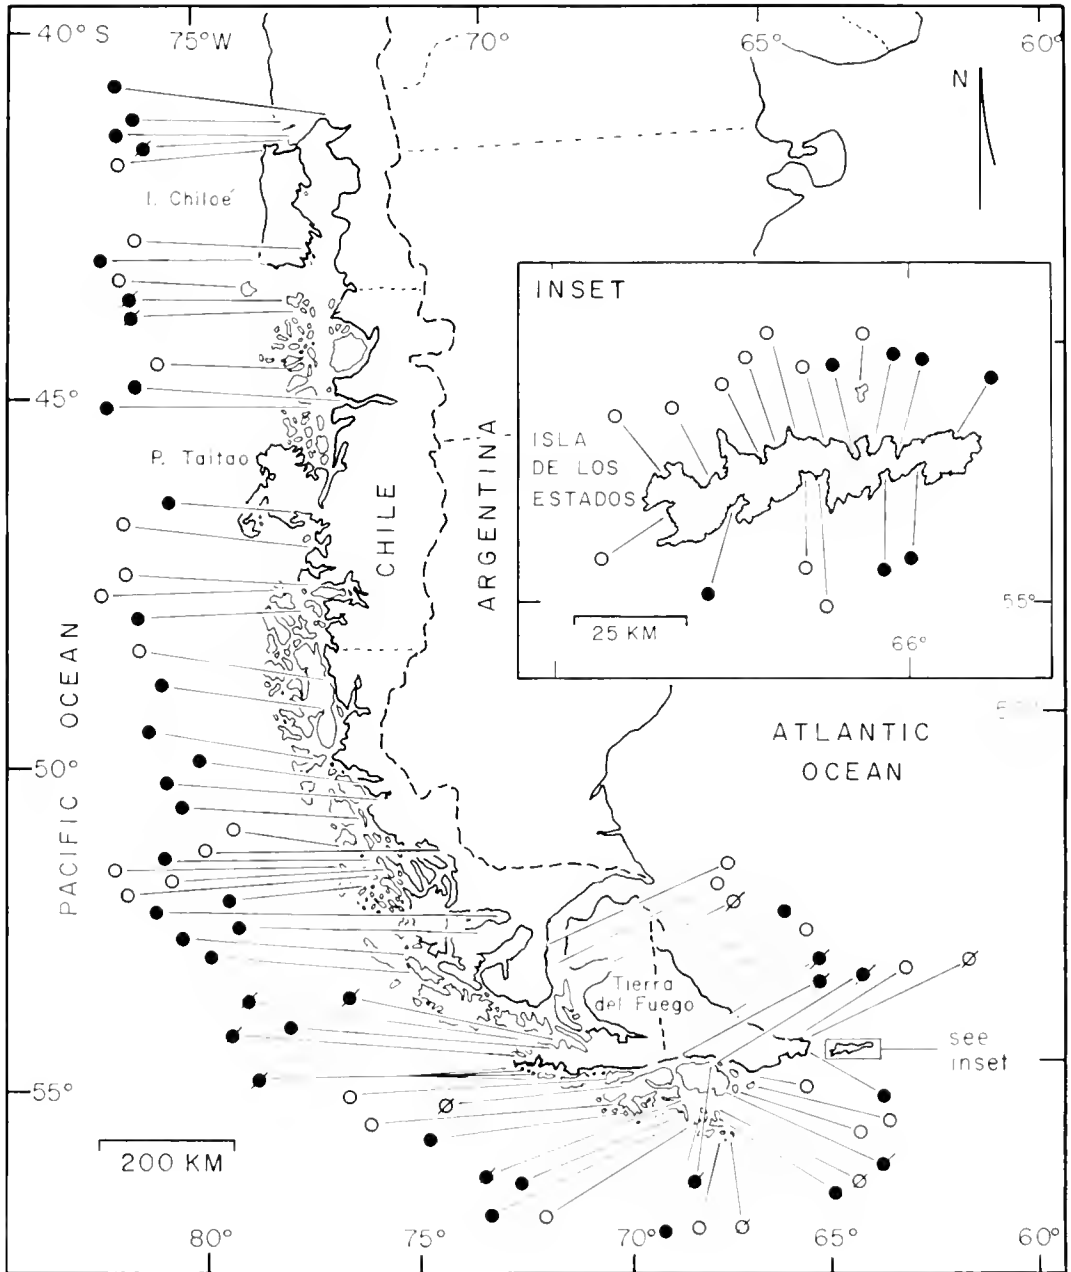 40°S
75°W
70°
65°
60°
N
I. Chiloé
INSET
45°
ISLA
DE LOS
ESTADOS
P. Taitao
CHILE
ARGENTINA
55°
25 KM
66°
PACIFIC OCEAN
ATLANTIC
OCEAN
50°
Tierra
del Fuego
see
inset
55°
200 KM
80°
75°
70°
65°
60°